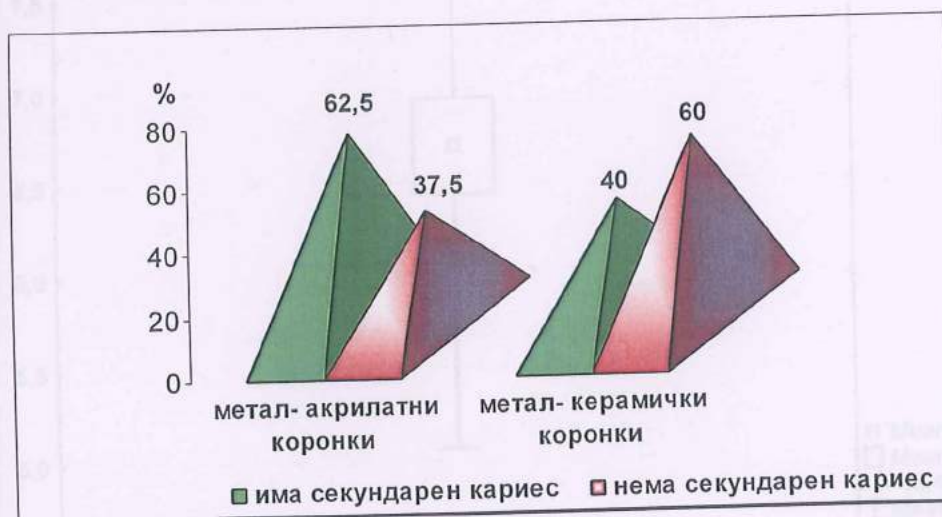 %
62,5
60
80
37,5
40
60
40
20
0
метал- акрилатни
коронки
метал- керамички
коронки
има секундарен кариес
нема секундарен кариес